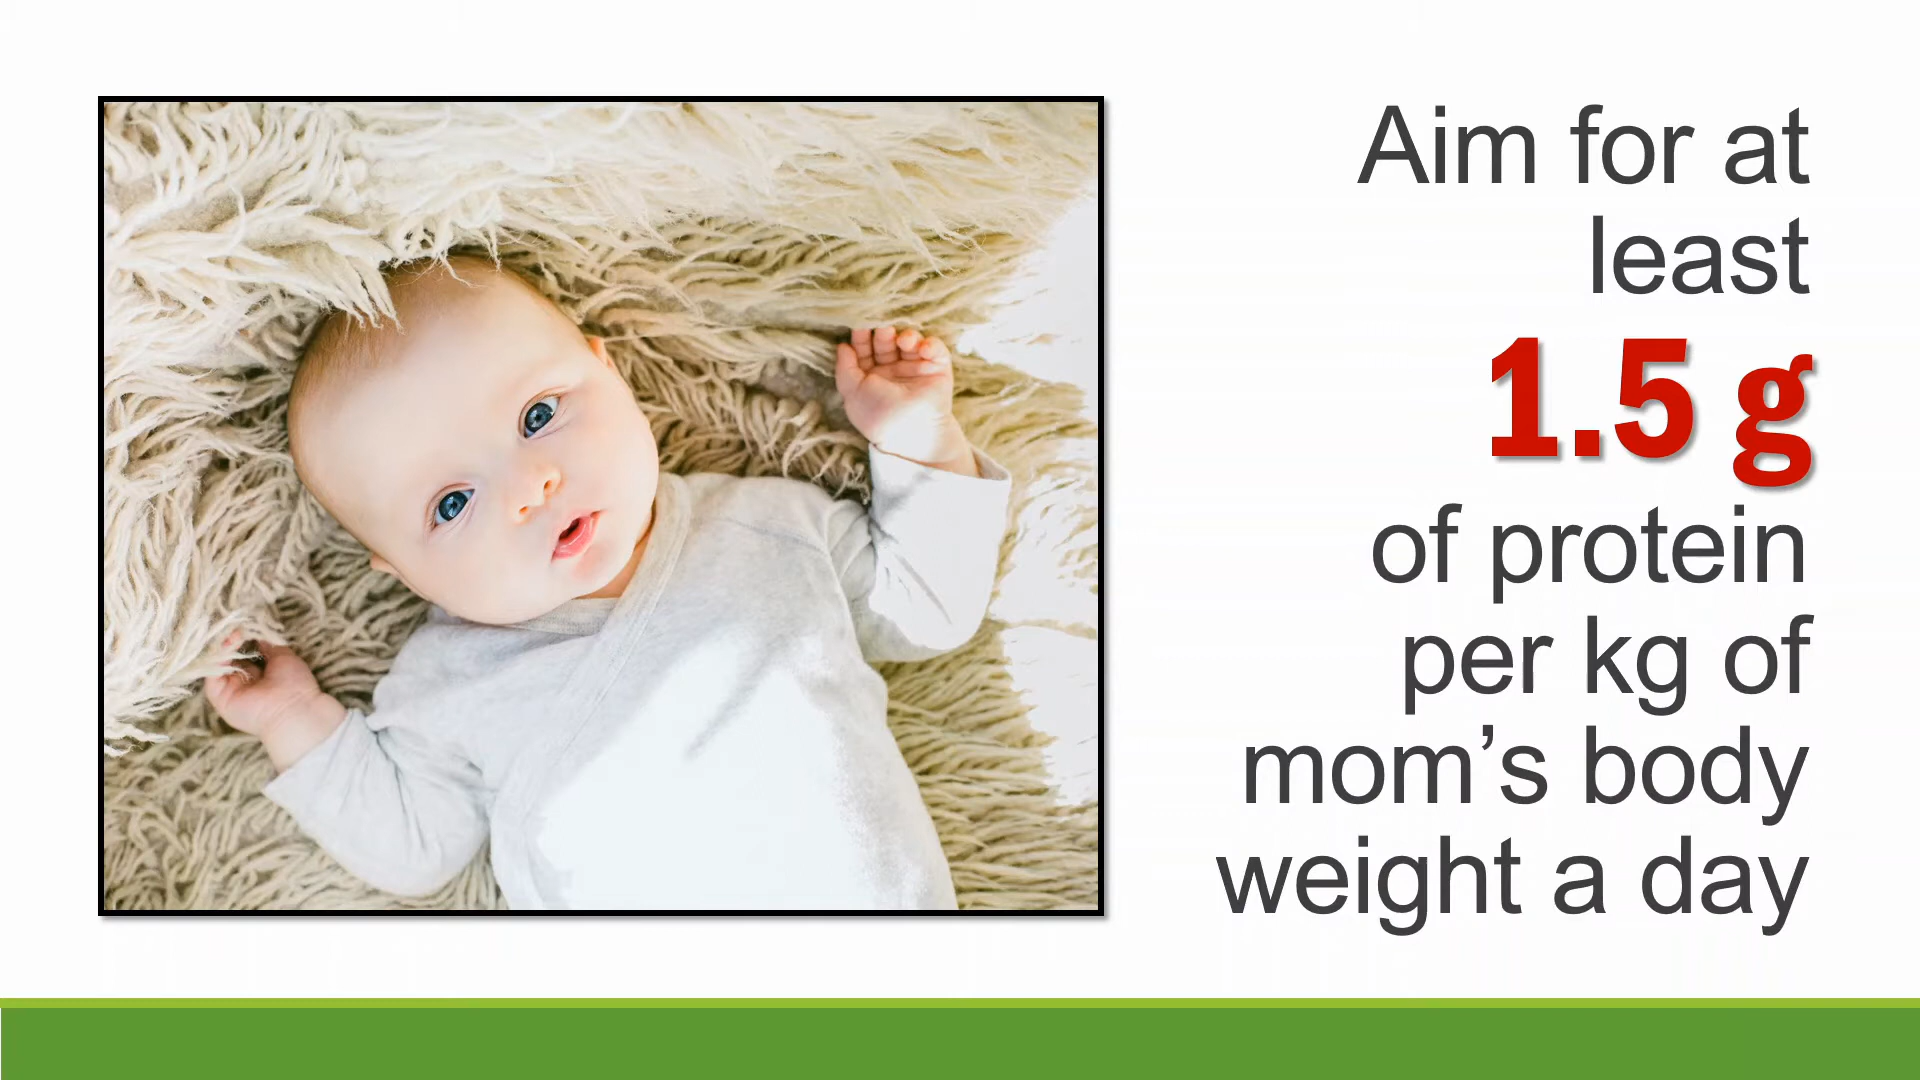 Aim for at
least
1.5 g
of protein
per kg of
mom’s body
weight a day